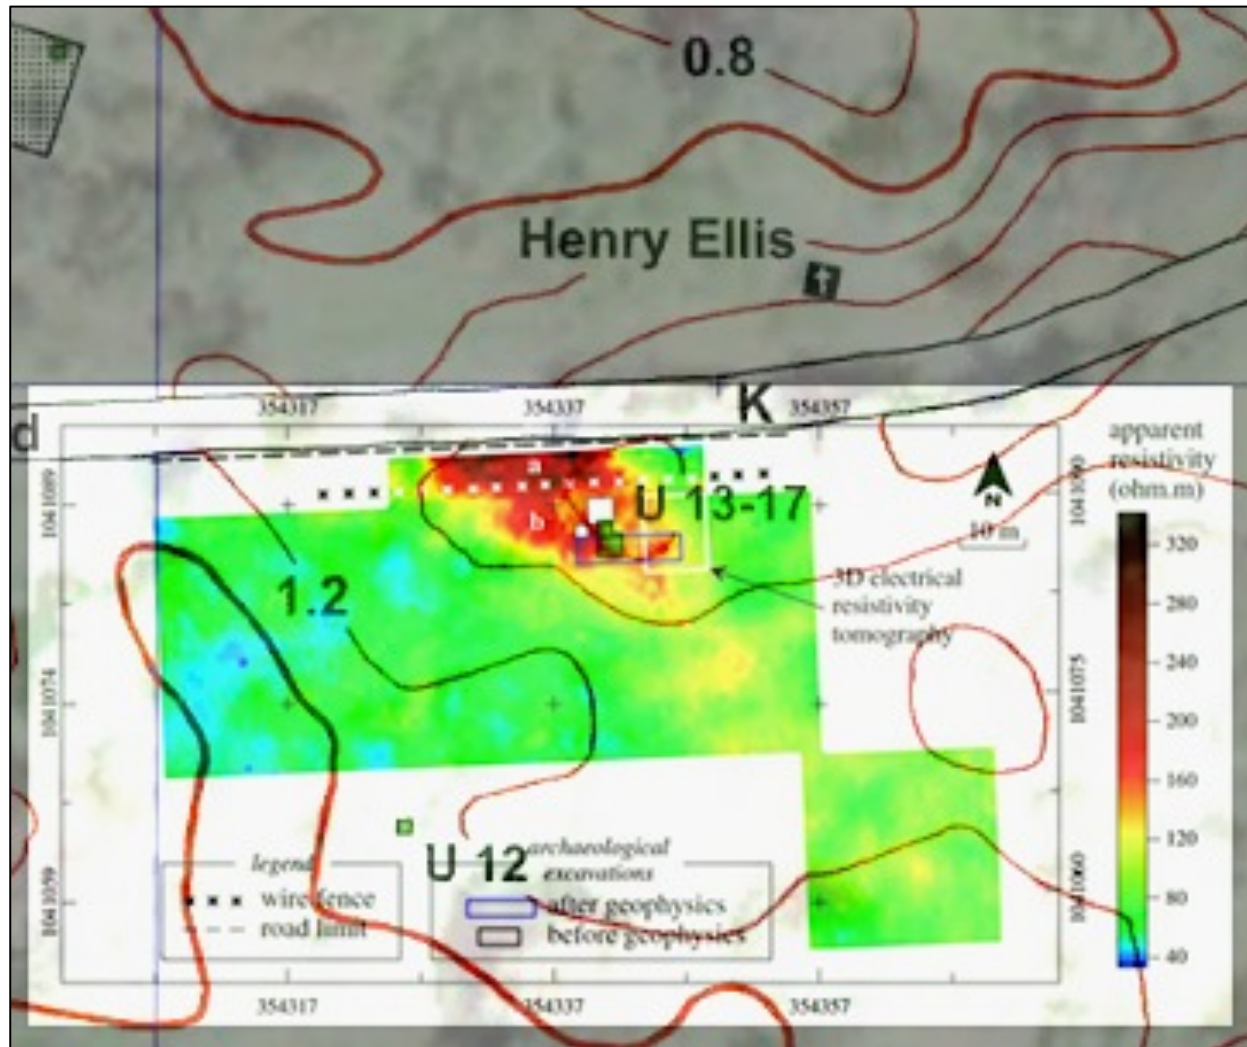 0.8
Henry Ellis
d
K
354317
354337
354357
apparent
resistivity
(ohm.m)
1041089
1041090
a
U 13-17
b
N
10 m
320
280
240
200
160
120
80
40
3D electrical
resistivity
tomography
1.2
1041074
1041075
U 12
archaeological
excavations
legend
wire fence
road limit
after geophysics
before geophysics
1041059
1041060
354317
354337
354357